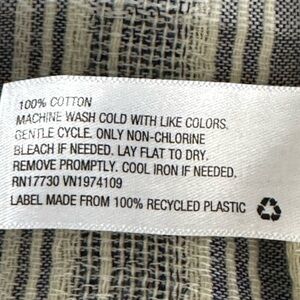 100% COTTON
MACHINE WASH COLD WITH LIKE COLORS.
GENTLE CYCLE. ONLY NON-CHLORINE
BLEACH IF NEEDED. LAY FLAT TO DRY.
REMOVE PROMPTLY. COOL IRON IF NEEDED.
RN17730 VN1974109
LABEL MADE FROM 100% RECYCLED PLASTIC